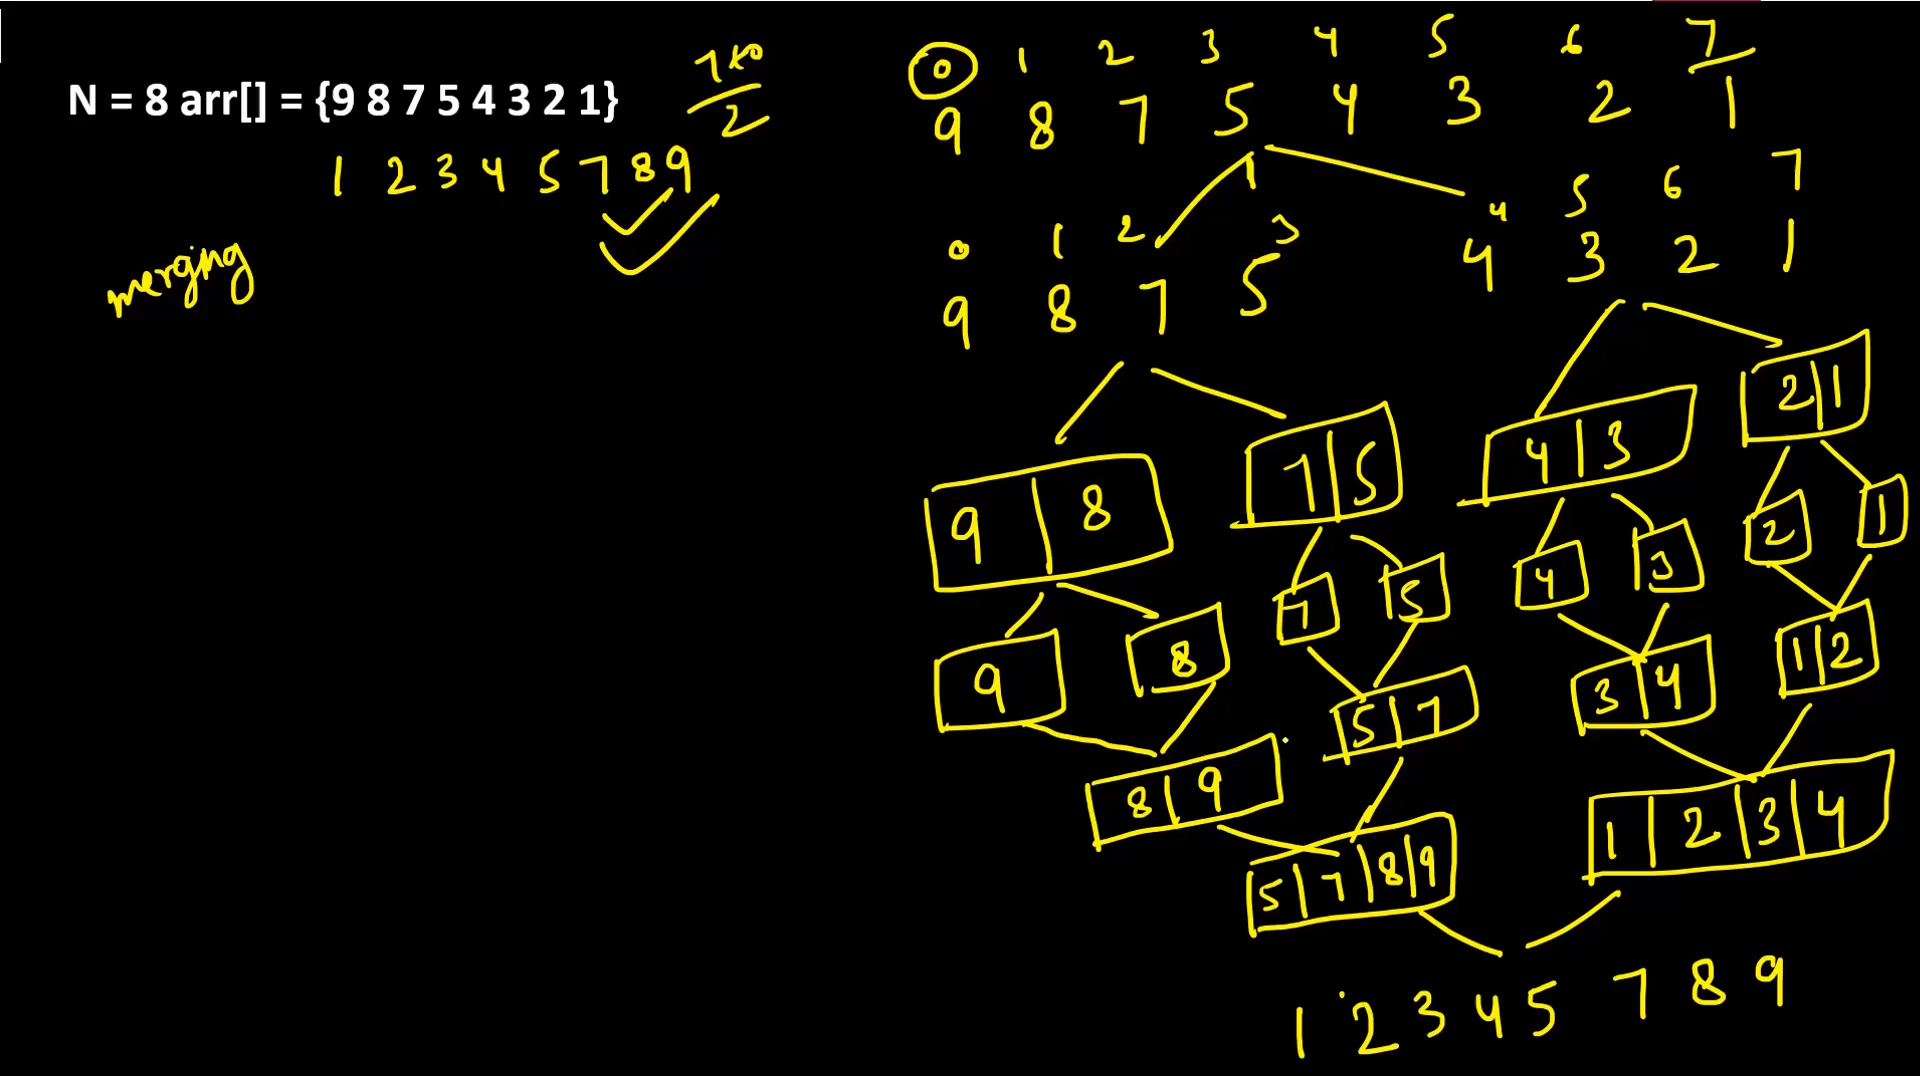 N = 8 arr[] = {9 8 7 5 4 3 2 1}
7+0
2
1 2 3 4 5 7 8 9
merging
0 1 2 3 4 5 6 7
9 8 7 5 4 3 2 1
0 1 2 3
9 8 7 5
4 5 6 7
4 3 2 1
9 8
7 5
4 3
2 1
9
8
7
5
4
3
2
1
8 9
5 7
3 4
1 2
5 7 8 9
1 2 3 4
1 2 3 4 5 7 8 9